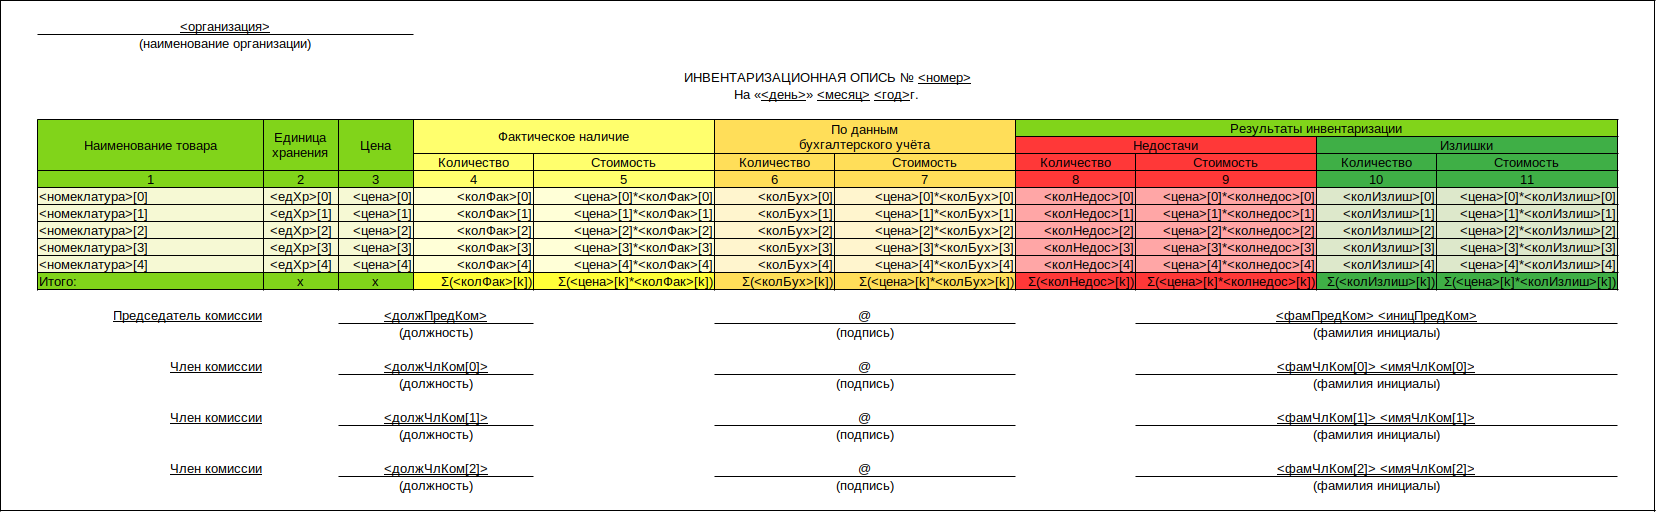 <организация>
(наименование организации)
ИНВЕНТАРИЗАЦИОННАЯ ОПИСЬ № <номер>
На «<день>» <месяц> <год>г.
Наименование товара Единица хранения Цена Фактическое наличие По данным бухгалтерского учёта Результаты инвентаризации
Недостачи Излишки
Количество Стоимость Количество Стоимость Количество Стоимость Количество Стоимость
1 2 3 4 5 6 7 8 9 10 11
<номеклатура>[0] <едХр>[0] <цена>[0] <колФак>[0] <цена>[0]*<колФак>[0] <колБух>[0] <цена>[0]*<колБух>[0] <колНедос>[0] <цена>[0]*<колнедос>[0] <колИзлиш>[0] <цена>[0]*<колИзлиш>[0]
<номеклатура>[1] <едХр>[1] <цена>[1] <колФак>[1] <цена>[1]*<колФак>[1] <колБух>[1] <цена>[1]*<колБух>[1] <колНедос>[1] <цена>[1]*<колнедос>[1] <колИзлиш>[1] <цена>[1]*<колИзлиш>[1]
<номеклатура>[2] <едХр>[2] <цена>[2] <колФак>[2] <цена>[2]*<колФак>[2] <колБух>[2] <цена>[2]*<колБух>[2] <колНедос>[2] <цена>[2]*<колнедос>[2] <колИзлиш>[2] <цена>[2]*<колИзлиш>[2]
<номеклатура>[3] <едХр>[3] <цена>[3] <колФак>[3] <цена>[3]*<колФак>[3] <колБух>[3] <цена>[3]*<колБух>[3] <колНедос>[3] <цена>[3]*<колнедос>[3] <колИзлиш>[3] <цена>[3]*<колИзлиш>[3]
<номеклатура>[4] <едХр>[4] <цена>[4] <колФак>[4] <цена>[4]*<колФак>[4] <колБух>[4] <цена>[4]*<колБух>[4] <колНедос>[4] <цена>[4]*<колнедос>[4] <колИзлиш>[4] <цена>[4]*<колИзлиш>[4]
Итого: x x Σ(<колФак>[k]) Σ(<цена>[k]*<колФак>[k]) Σ(<колБух>[k]) Σ(<цена>[k]*<колБух>[k]) Σ(<колНедос>[k]) Σ(<цена>[k]*<колнедос>[k]) Σ(<колИзлиш>[k]) Σ(<цена>[k]*<колИзлиш>[k])
Председатель комиссии <должПредКом> @ <фамПредКом> <иницПредКом>
(должность) (подпись) (фамилия инициалы)
Член комиссии <должЧлКом[0]> @ <фамЧлКом[0]> <имяЧлКом[0]>
(должность) (подпись) (фамилия инициалы)
Член комиссии <должЧлКом[1]> @ <фамЧлКом[1]> <имяЧлКом[1]>
(должность) (подпись) (фамилия инициалы)
Член комиссии <должЧлКом[2]> @ <фамЧлКом[2]> <имяЧлКом[2]>
(должность) (подпись) (фамилия инициалы)